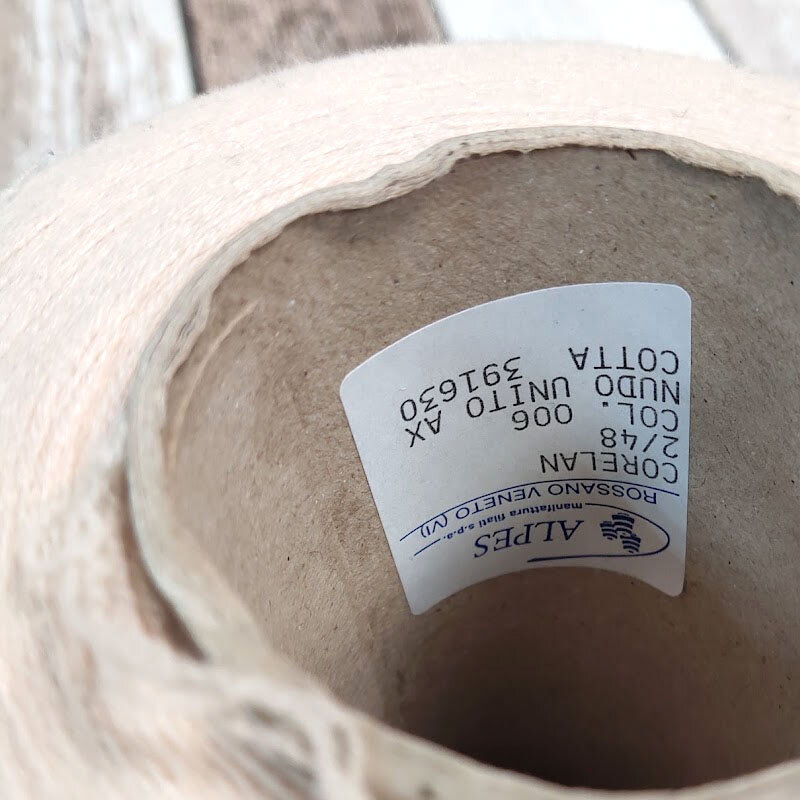 ALPES
manifattura filati s.p.a.
ROSSANO VENETO (VI)
CORELAN
2/48
COL. 006
NUDO UNITO AX
COTTA 391630